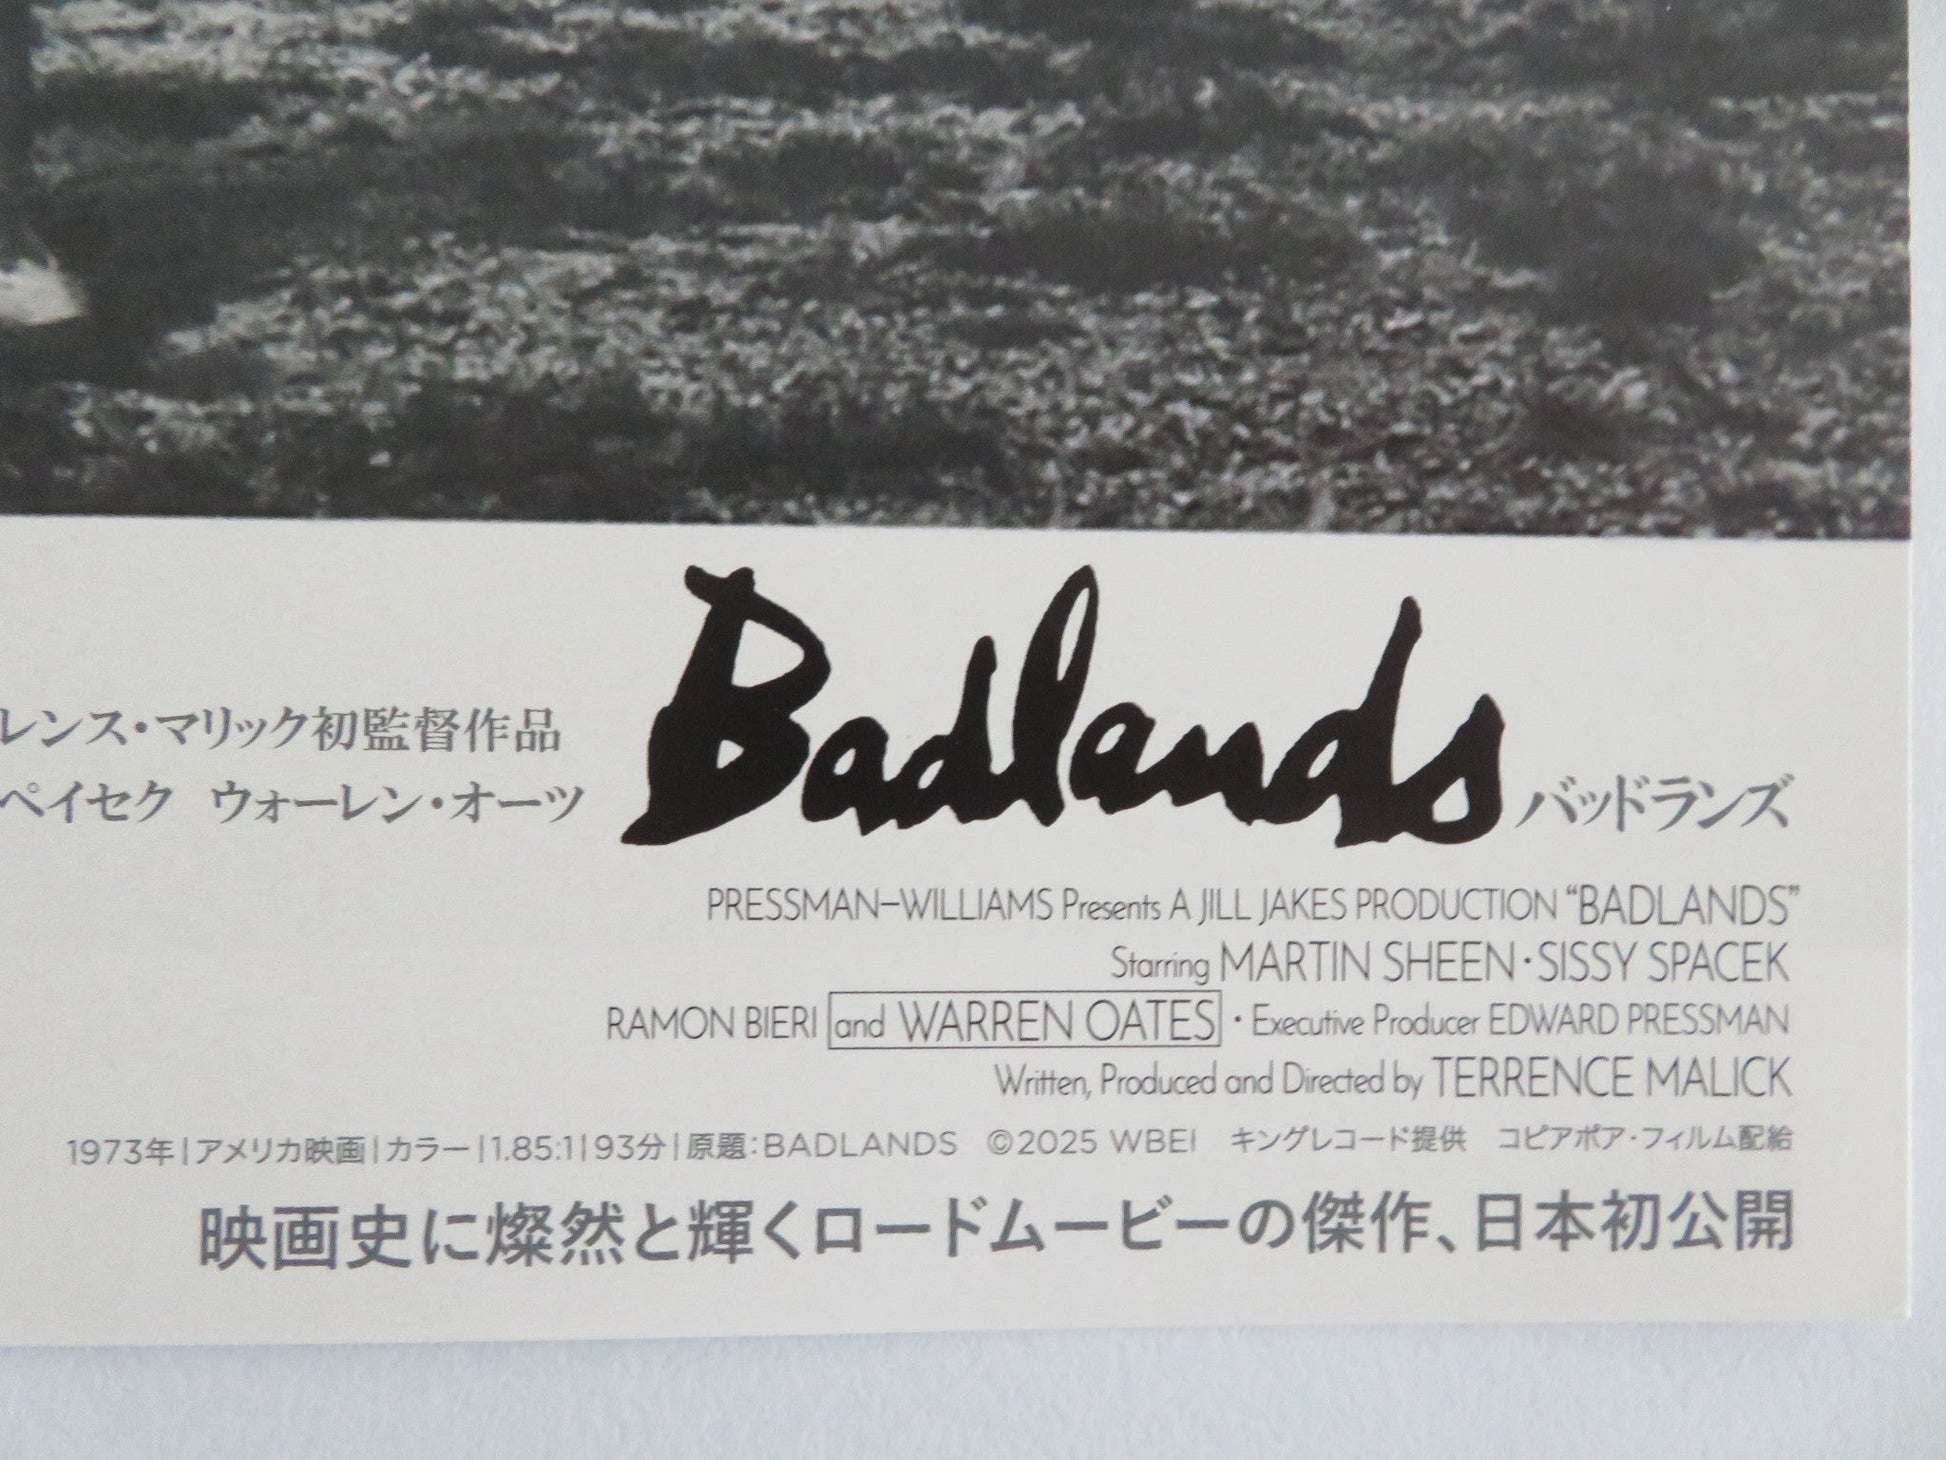 レンス・マリック初監督作品
ペイセク ウォーレン・オーツ
Badlands
バッドランズ
PRESSMAN–WILLIAMS Presents A JILL JAKES PRODUCTION “BADLANDS”
Starring MARTIN SHEEN・SISSY SPACEK
RAMON BIERI and WARREN OATES・Executive Producer EDWARD PRESSMAN
Written, Produced and Directed by TERRENCE MALICK
1973年|アメリカ映画|カラー|1.85:1|93分|原題:BADLANDS ©2025 WBEI キングレコード提供 コピアポア・フィルム配給
映画史に燦然と輝くロードムービーの傑作、日本初公開